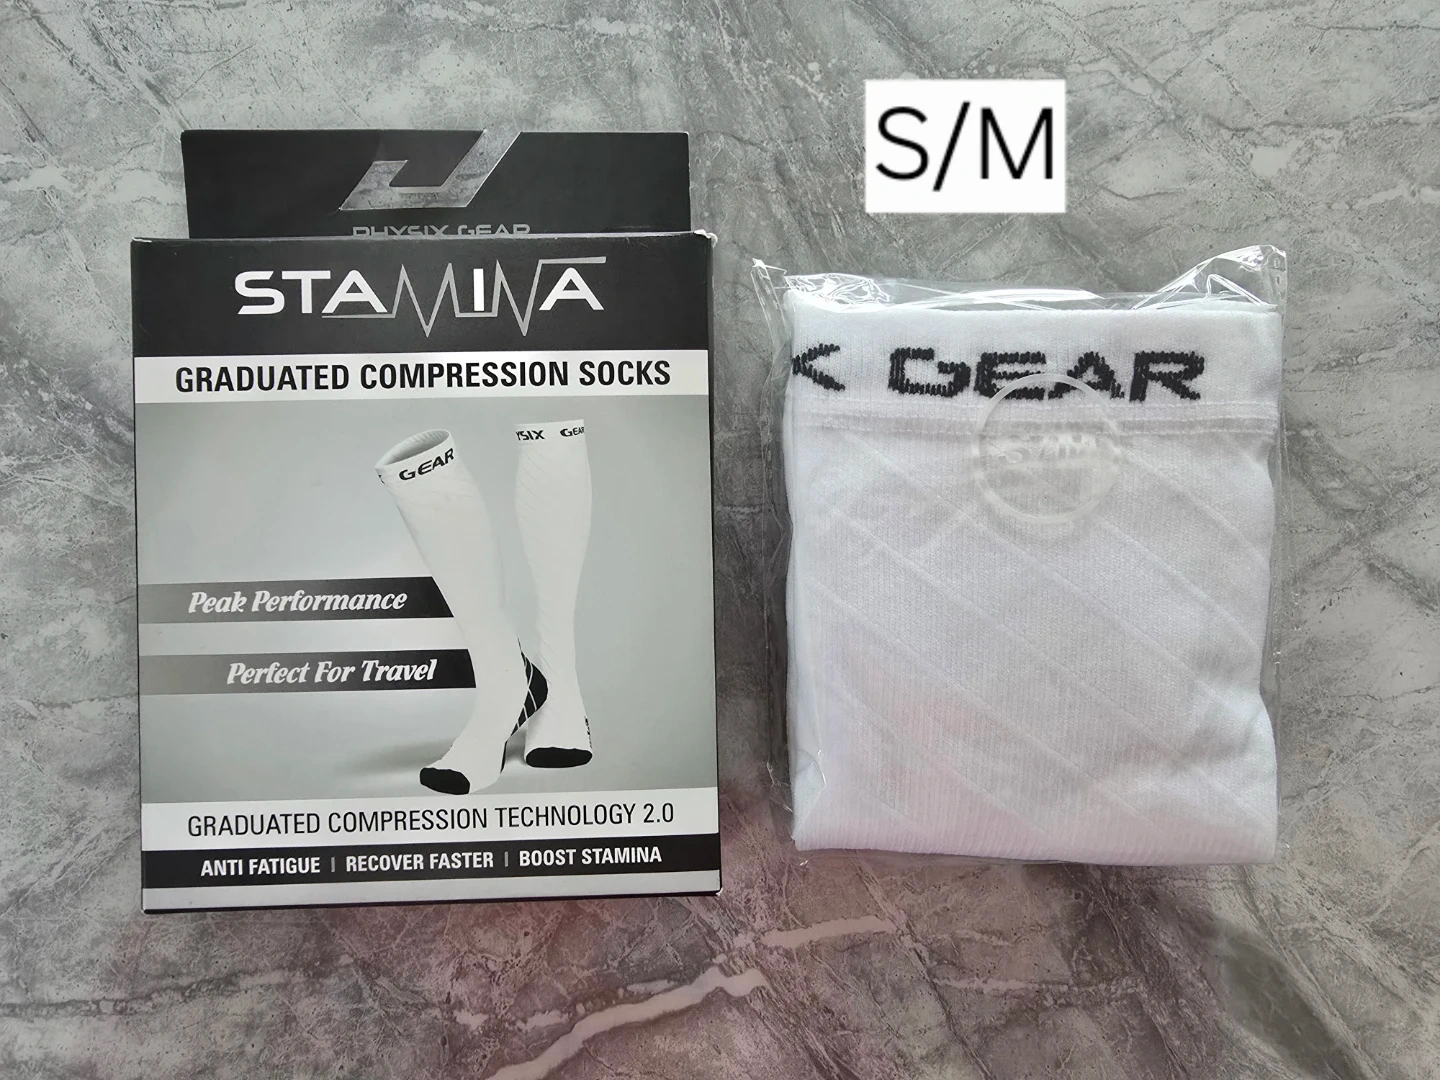 S/M
PHYSIX GEAR
STAMINA
GRADUATED COMPRESSION SOCKS
GEAR
YSIX GEAR
Peak Performance
Perfect For Travel
GRADUATED COMPRESSION TECHNOLOGY 2.0
ANTI FATIGUE | RECOVER FASTER | BOOST STAMINA
X GEAR
S/M